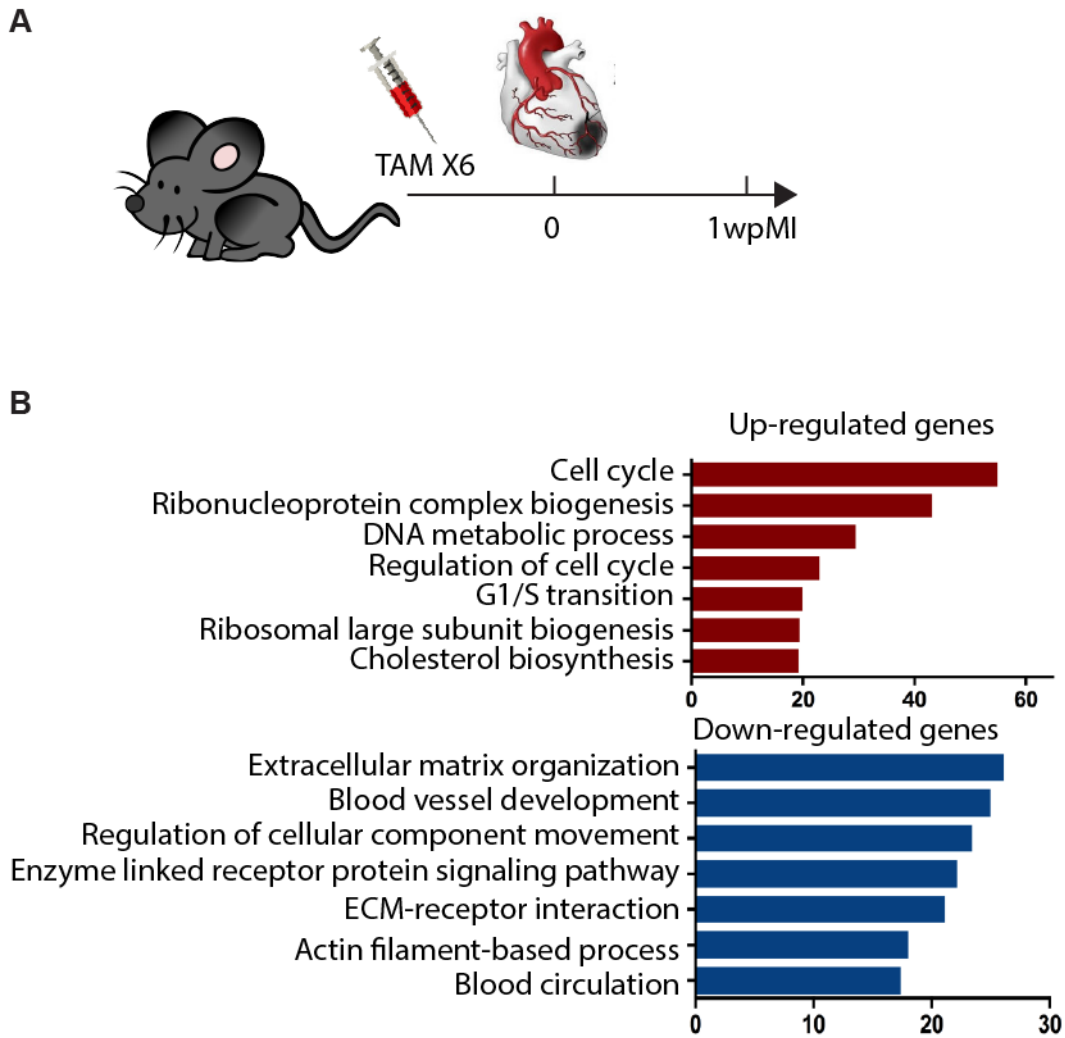 A
TAM X6
0
1wpMI
B
Up-regulated genes
Cell cycle
Ribonucleoprotein complex biogenesis
DNA metabolic process
Regulation of cell cycle
G1/S transition
Ribosomal large subunit biogenesis
Cholesterol biosynthesis
0 20 40 60
Down-regulated genes
Extracellular matrix organization
Blood vessel development
Regulation of cellular component movement
Enzyme linked receptor protein signaling pathway
ECM-receptor interaction
Actin filament-based process
Blood circulation
0 10 20 30